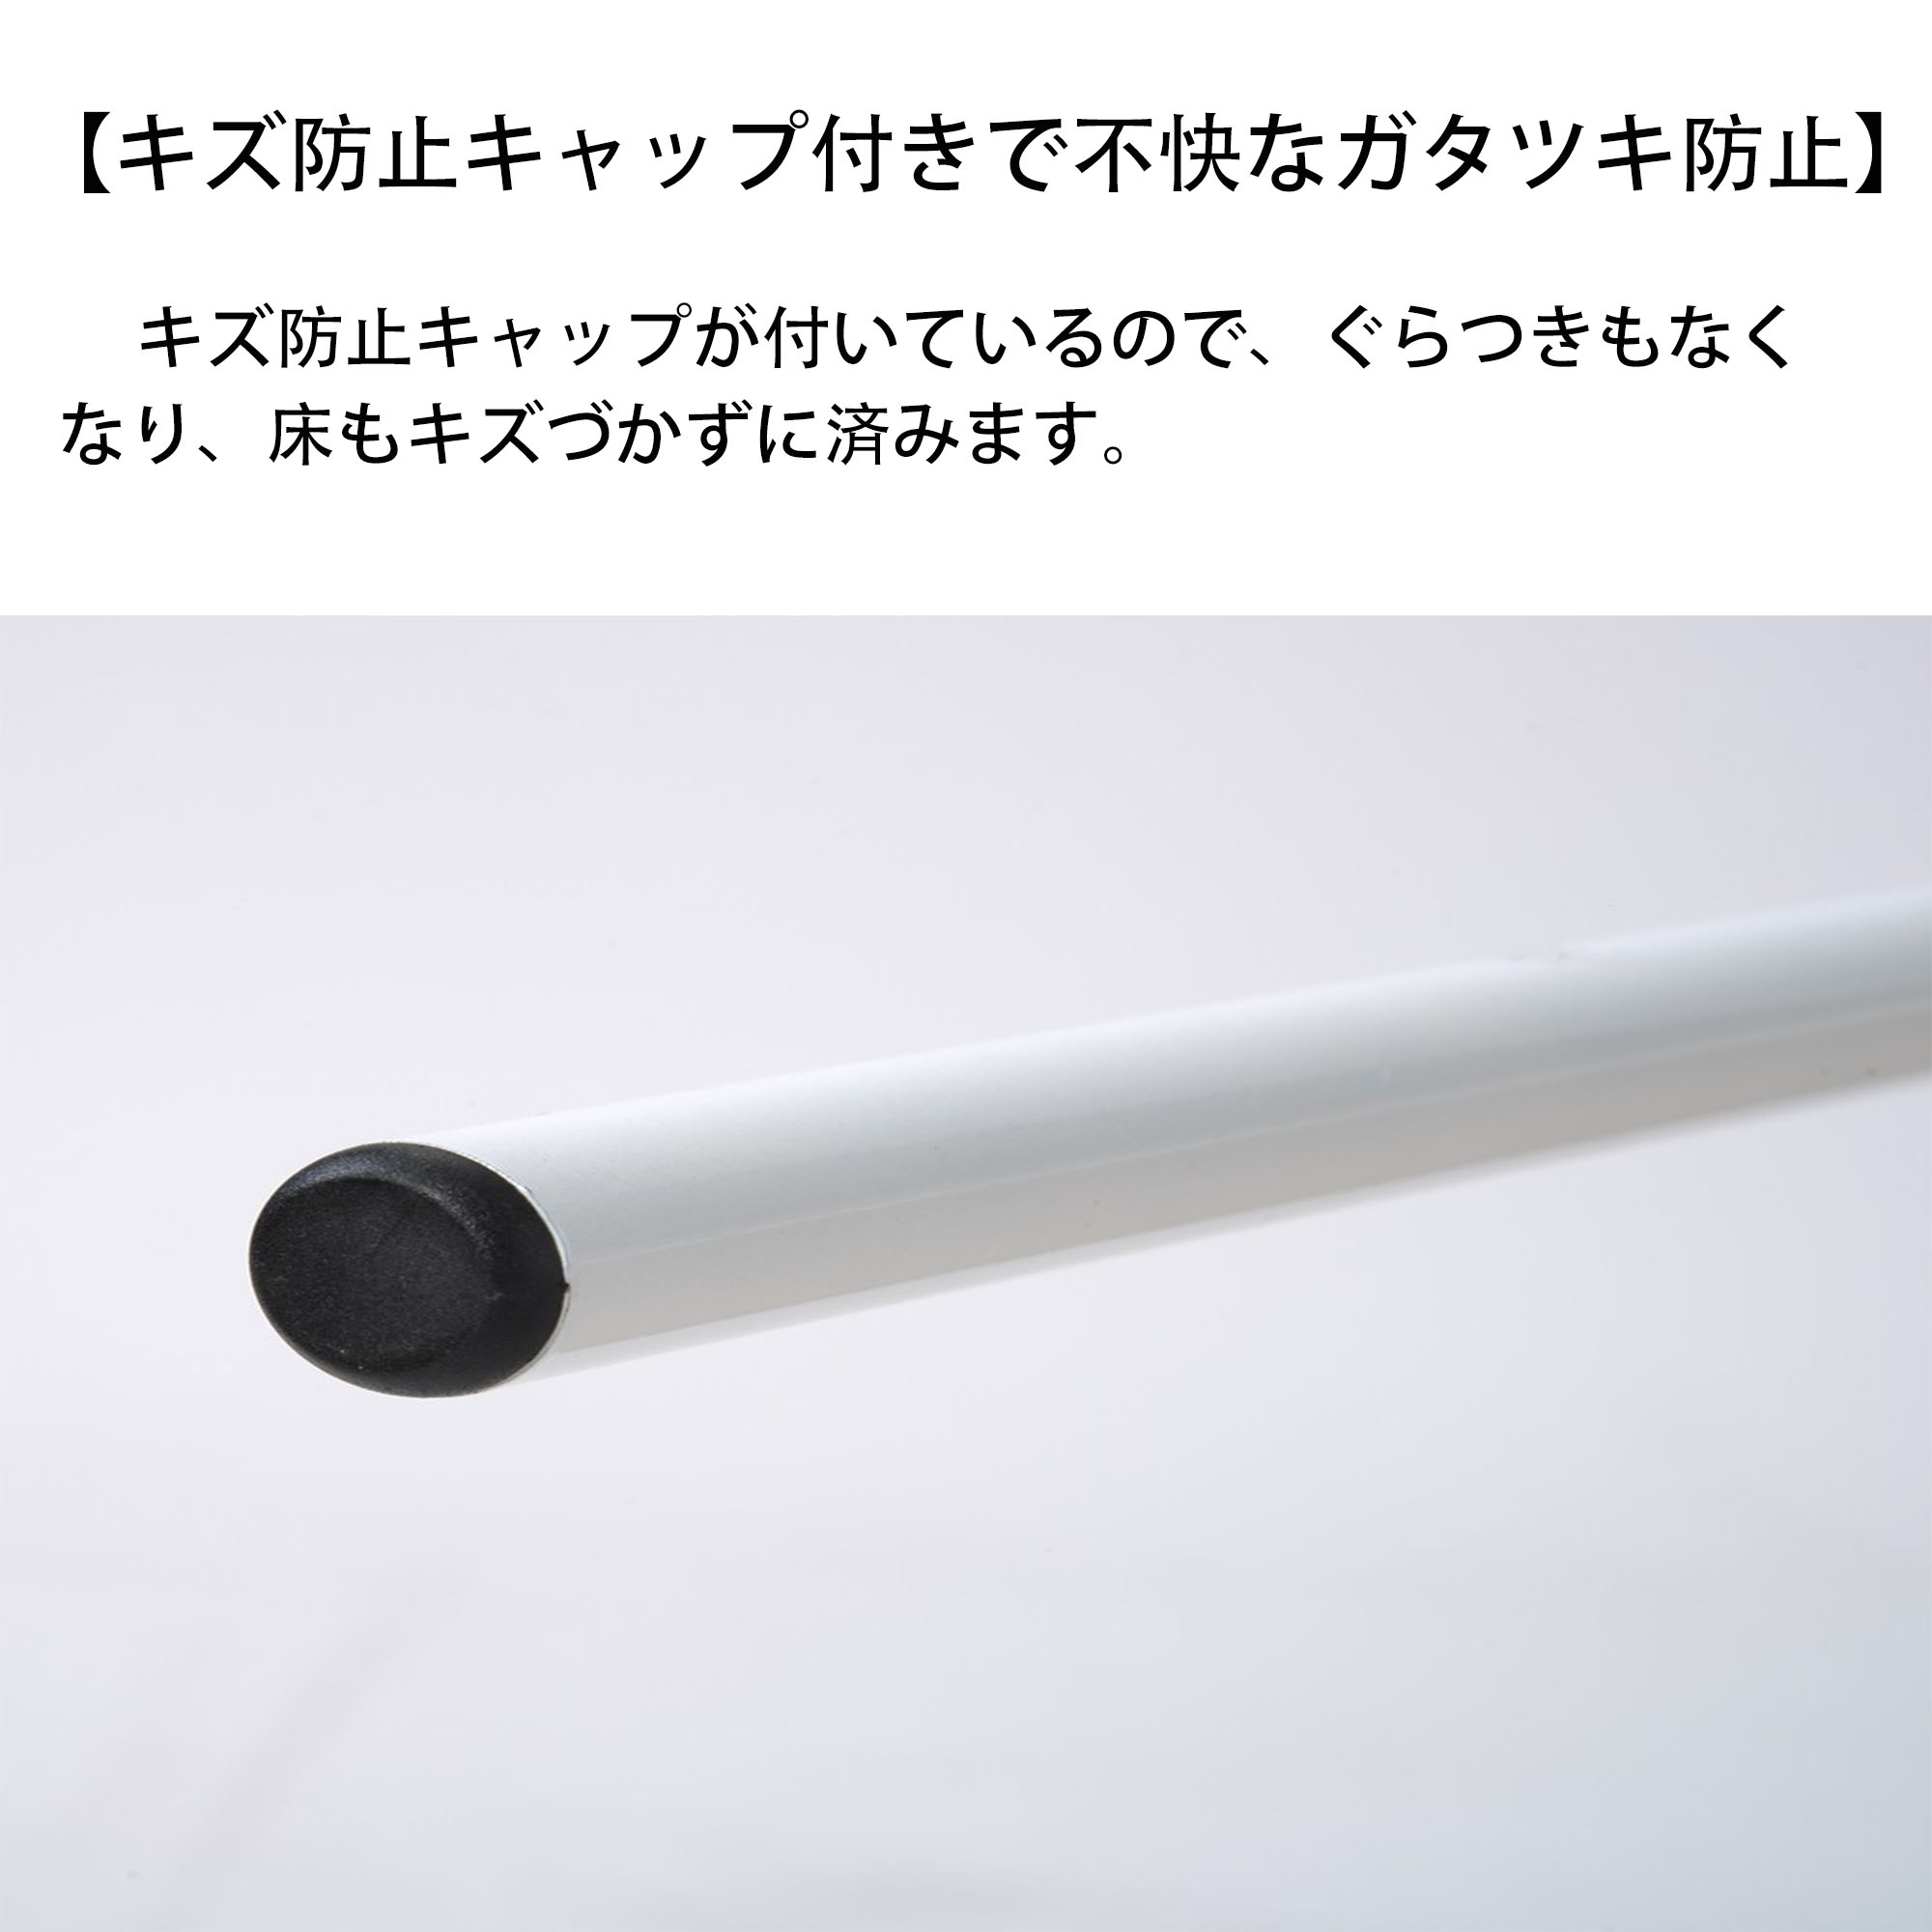 【キズ防止キャップ付きで不快なガタツキ防止】
キズ防止キャップが付いているので、ぐらつきもなく
なり、床もキズづかずに済みます。